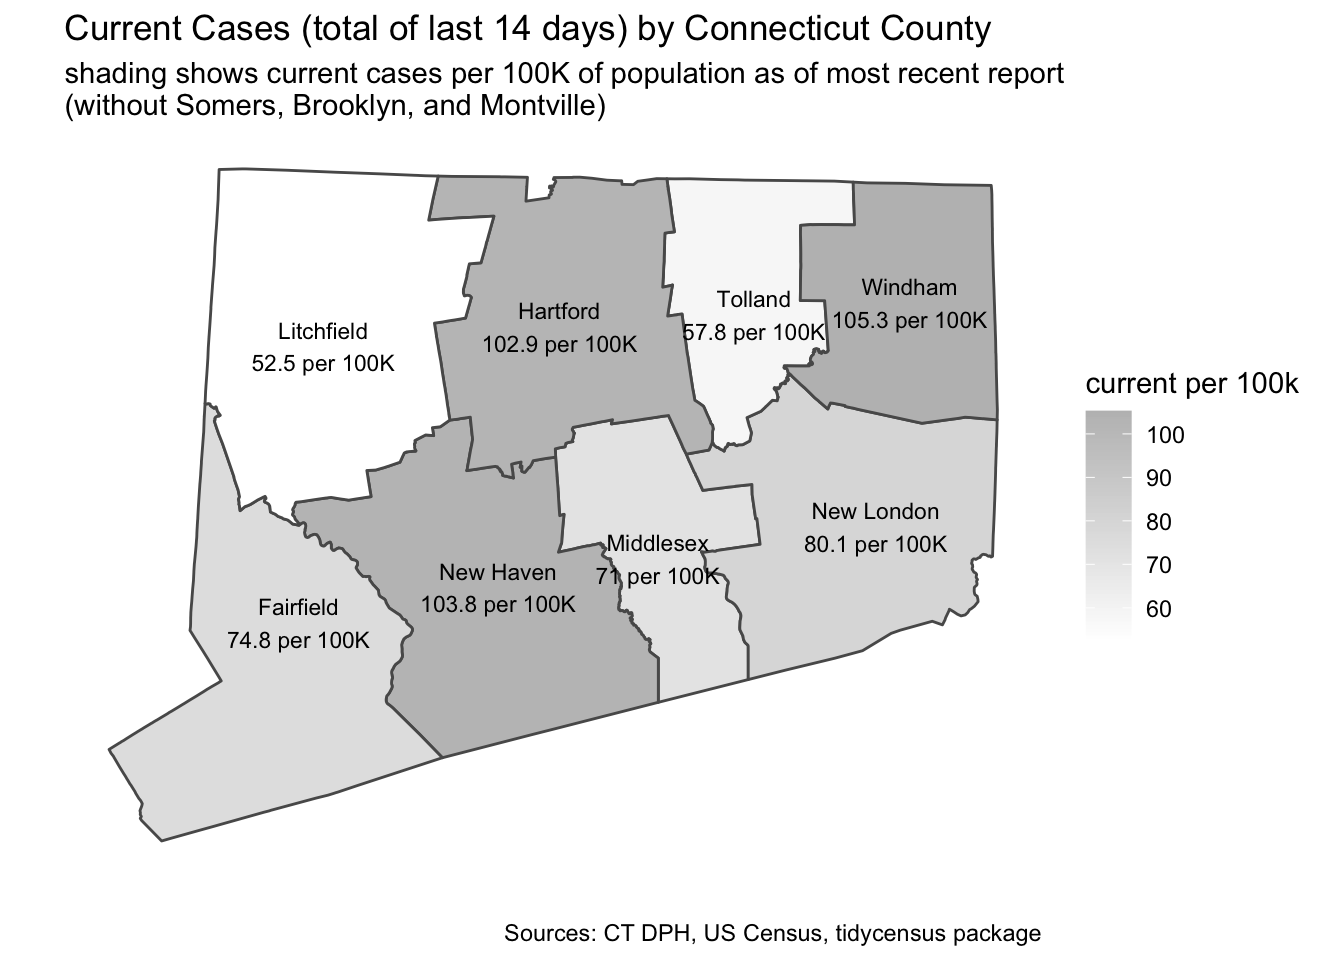 Current Cases (total of last 14 days) by Connecticut County
shading shows current cases per 100K of population as of most recent report
(without Somers, Brooklyn, and Montville)
Litchfield
52.5 per 100K
Hartford
102.9 per 100K
Tolland
57.8 per 100K
Windham
105.3 per 100K
Fairfield
74.8 per 100K
New Haven
103.8 per 100K
Middlesex
71 per 100K
New London
80.1 per 100K
current per 100k
100
90
80
70
60
Sources: CT DPH, US Census, tidycensus package